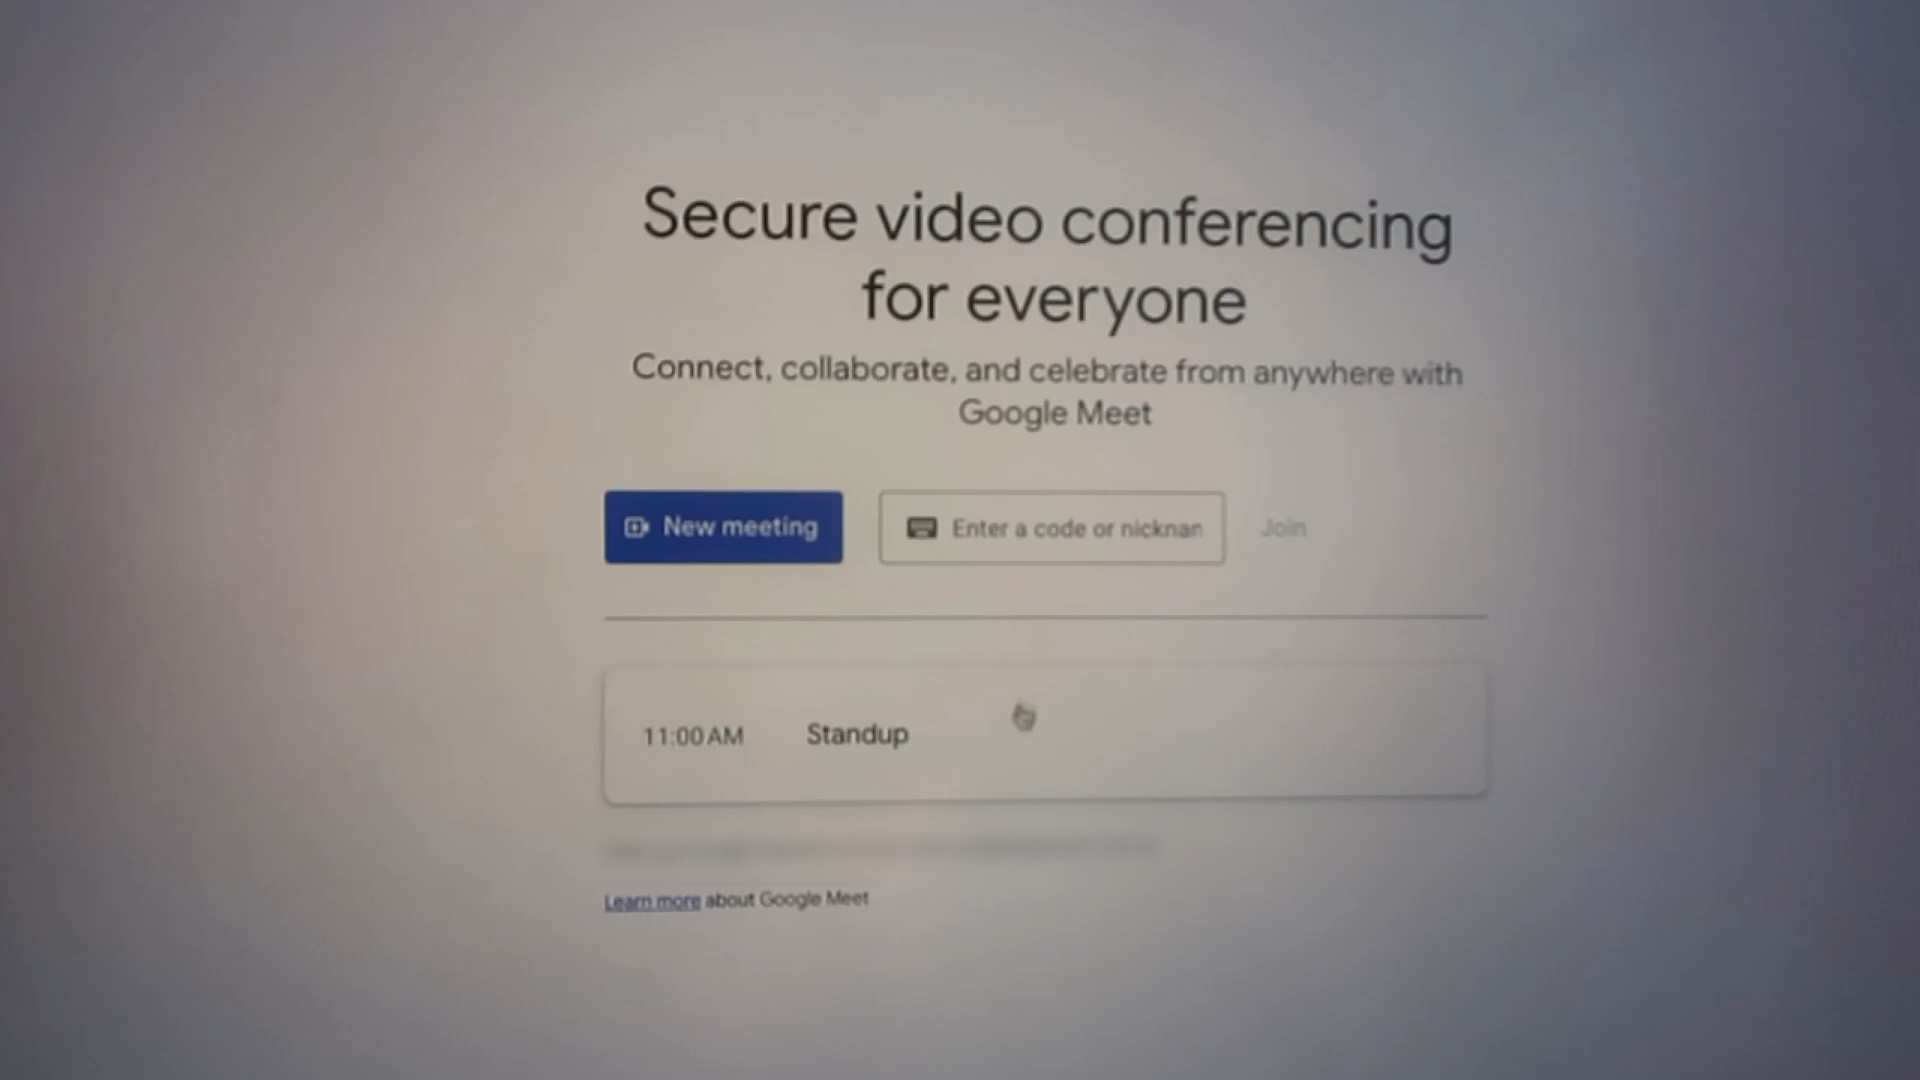 Secure video conferencing
for everyone
Connect, collaborate, and celebrate from anywhere with
Google Meet
New meeting
Enter a code or nicknan
Join
11:00 AM Standup
Learn more about Google Meet